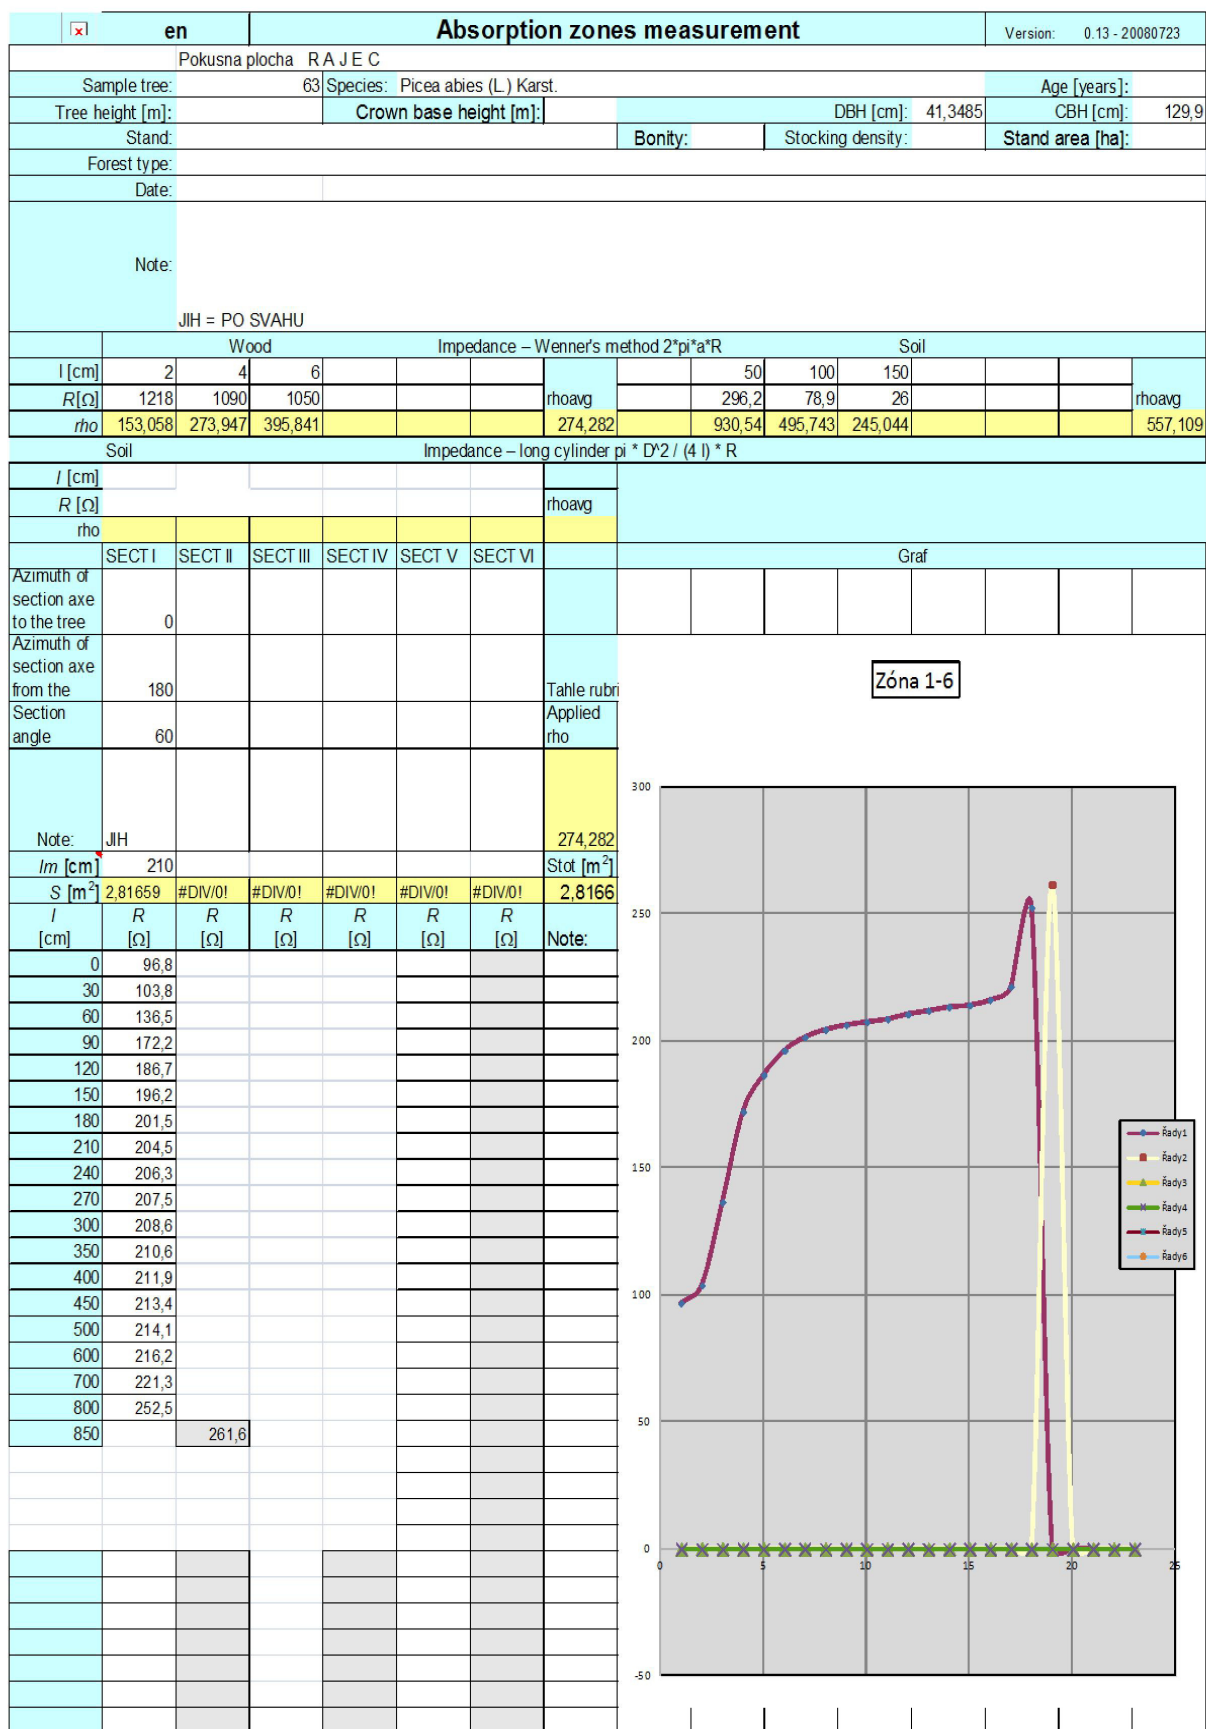 en Absorption zones measurement Version: 0.13 - 20080723
Pokusna plocha R A J E C
Sample tree: 63 Species: Picea abies (L.) Karst. Age [years]:
Tree height [m]: Crown base height [m]: DBH [cm]: 41,3485 CBH [cm]: 129,9
Stand: Bonity: Stocking density: Stand area [ha]:
Forest type:
Date:
Note:
JIH = PO SVAHU
Wood Impedance – Wenner's method 2*pi*a*R Soil
l [cm] 2 4 6 50 100 150
R[Ω] 1218 1090 1050 rhoavg 296,2 78,9 26 rhoavg
rho 153,058 273,947 395,841 274,282 930,54 495,743 245,044 557,109
Soil Impedance – long cylinder pi * D^2 / (4 l) * R
l [cm]
R [Ω] rhoavg
rho
SECT I SECT II SECT III SECT IV SECT V SECT VI Graf
Azimuth of
section axe
to the tree 0
Azimuth of
section axe
from the 180 Tahle rubri
Section Applied
angle 60 rho
Note: JIH 274,282
lm [cm] 210 Stot [m²]
S [m²] 2,81659 #DIV/0! #DIV/0! #DIV/0! #DIV/0! #DIV/0! 2,8166
l R R R R R R
[cm] [Ω] [Ω] [Ω] [Ω] [Ω] [Ω] Note:
0 96,8
30 103,8
60 136,5
90 172,2
120 186,7
150 196,2
180 201,5
210 204,5
240 206,3
270 207,5
300 208,6
350 210,6
400 211,9
450 213,4
500 214,1
600 216,2
700 221,3
800 252,5
850 261,6
Zóna 1-6
300
250
200
150
100
50
0
-50
0 5 10 15 20 25
Řady1
Řady2
Řady3
Řady4
Řady5
Řady6